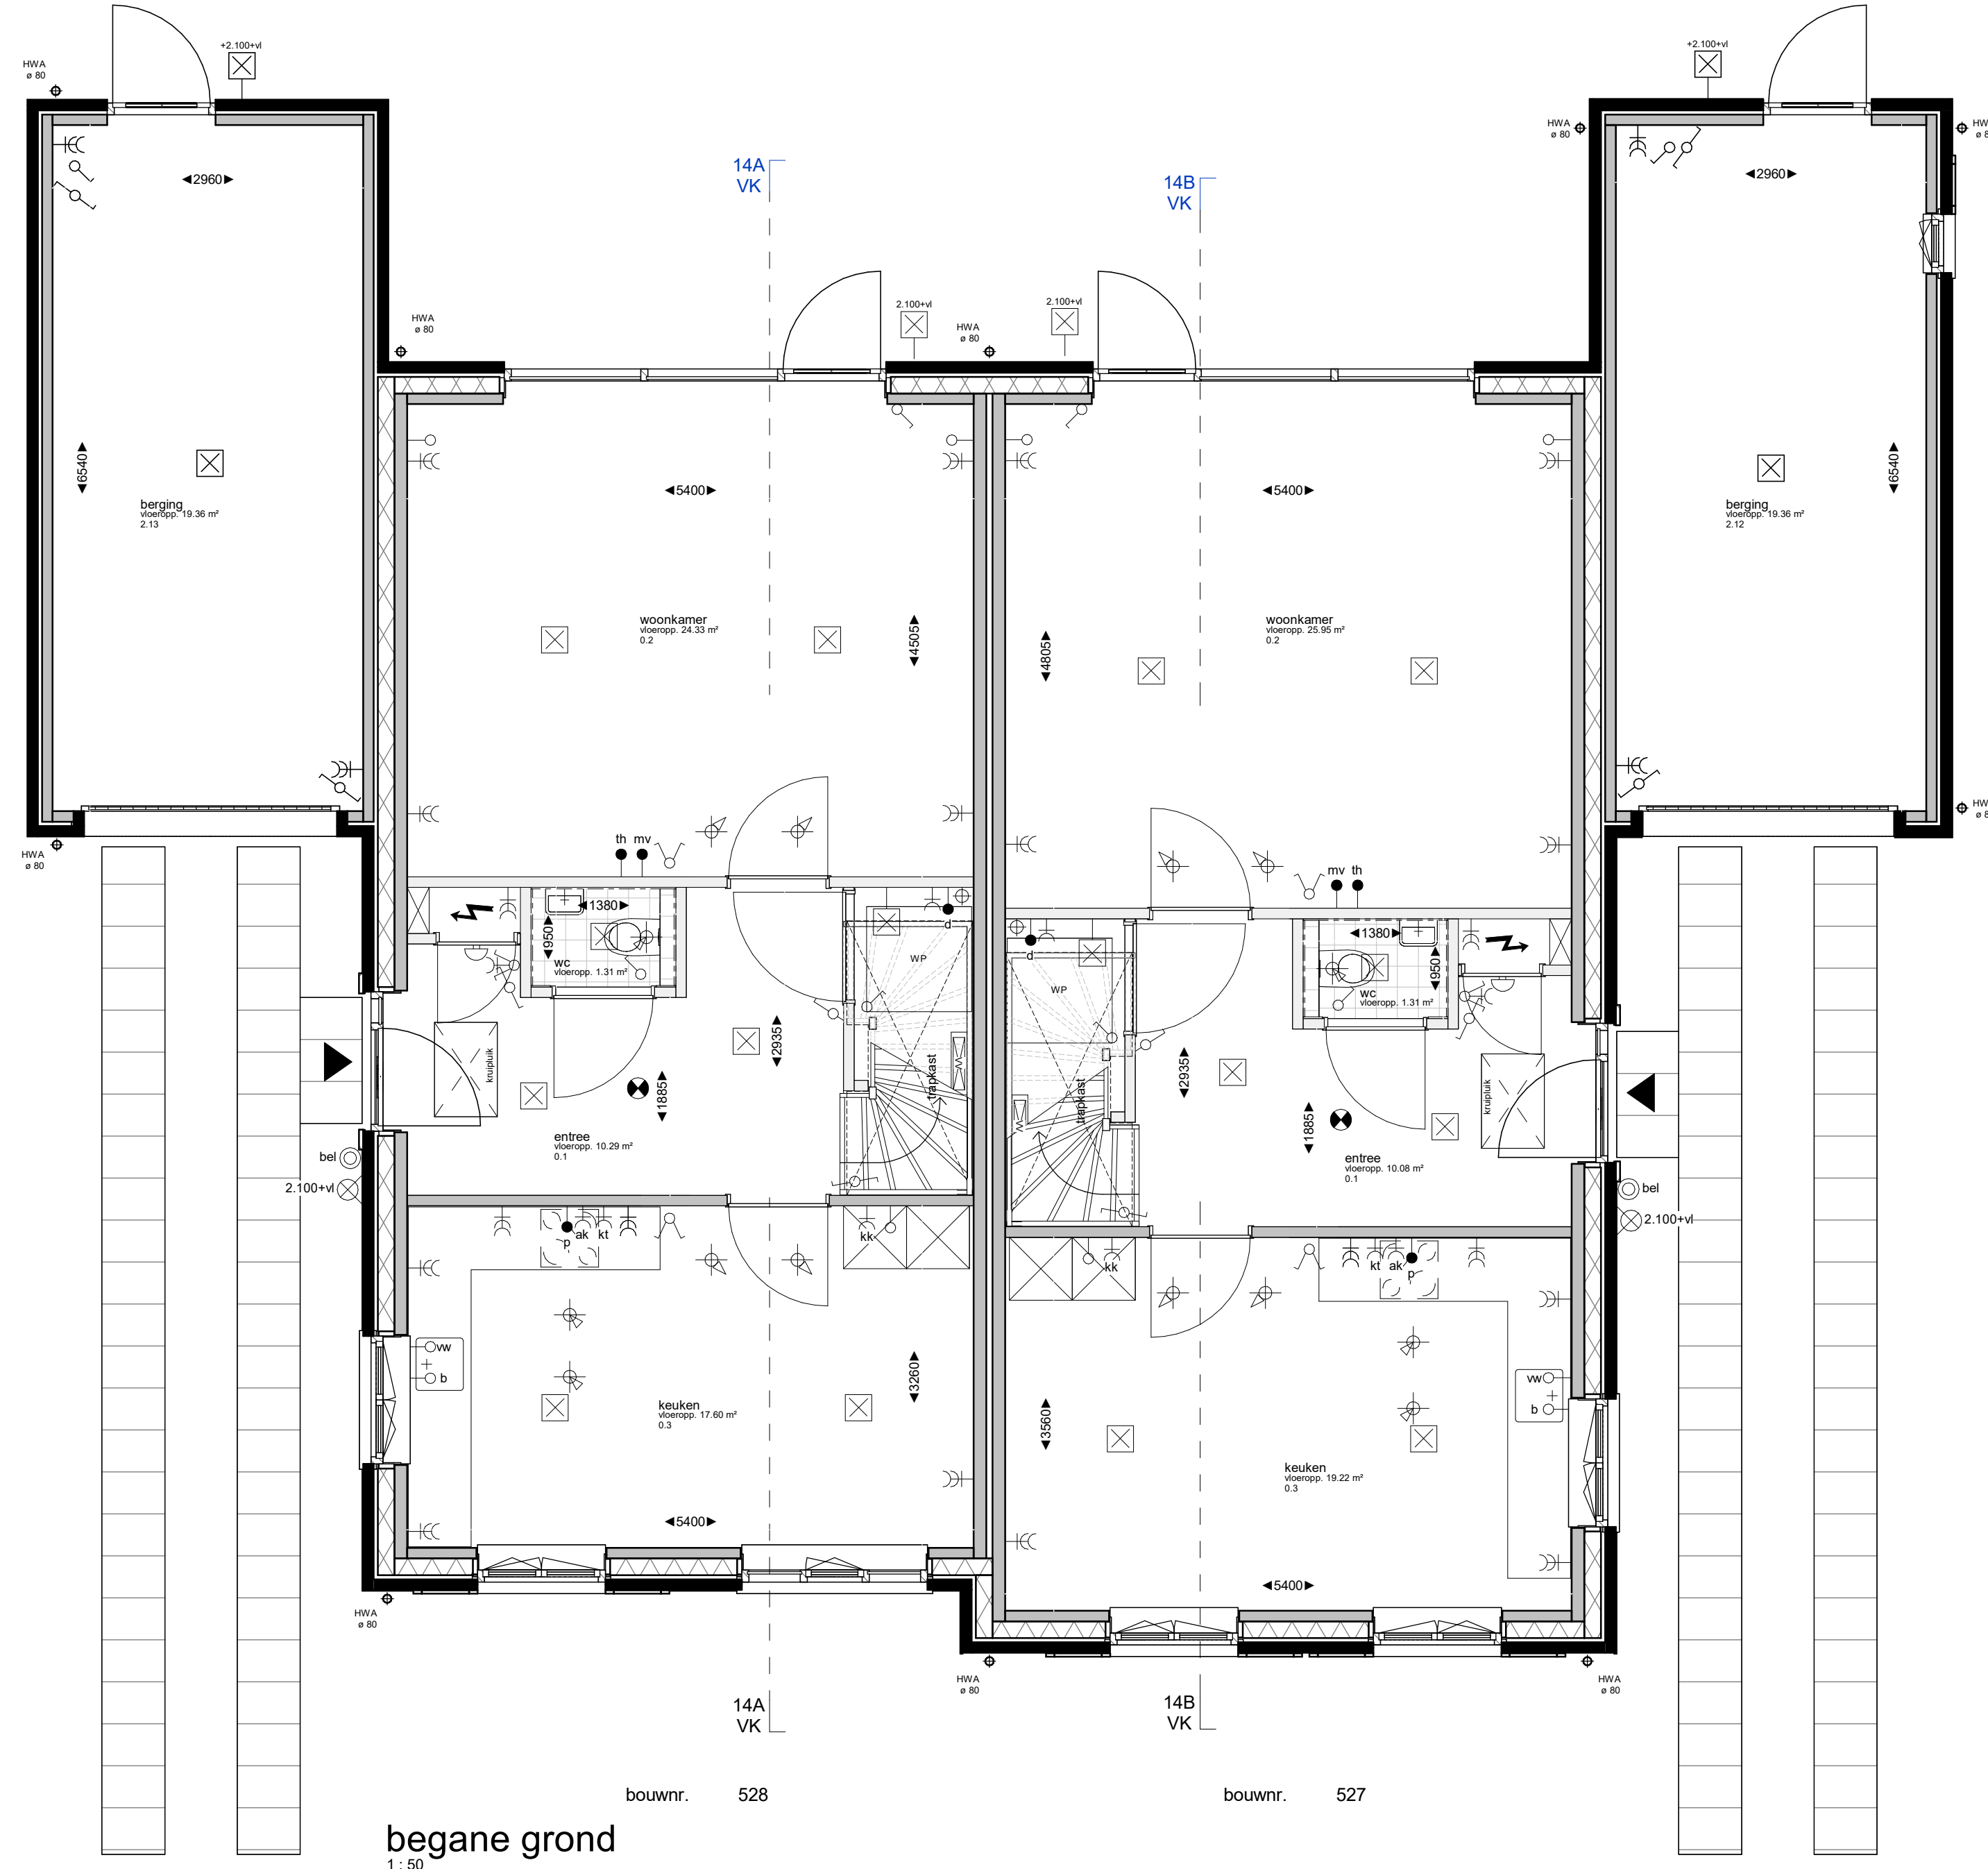 +2.100+vl
+2.100+vl
HWA
ø 80
HWA
ø 80
HW
ø 8
2960
2960
14A
VK
14B
VK
2.100+vl
2.100+vl
HWA
ø 80
HWA
ø 80
6540
6540
5400
5400
berging
vloeropp. 19.36 m²
2.13
berging
vloeropp. 19.36 m²
2.12
woonkamer
vloeropp. 24.33 m²
0.2
4505
4805
woonkamer
vloeropp. 25.95 m²
0.2
HWA
ø 80
HW
ø 8
th mv
mv th
1380
950
wc
vloeropp. 1.31 m²
d
WP
d
WP
1380
950
wc
vloeropp. 1.31 m²
kruipluik
2935
1885
trapkast
trapkast
2935
1885
kruipluik
entree
vloeropp. 10.29 m²
0.1
entree
vloeropp. 10.08 m²
0.1
bel
2.100+vl
bel
2.100+vl
p ak kt
kk
kk
kt ak p
vw
b
vw
b
3260
3560
keuken
vloeropp. 17.60 m²
0.3
keuken
vloeropp. 19.22 m²
0.3
5400
5400
HWA
ø 80
HWA
ø 80
HWA
ø 80
14A
VK
14B
VK
bouwnr. 528
bouwnr. 527
begane grond
1 : 50